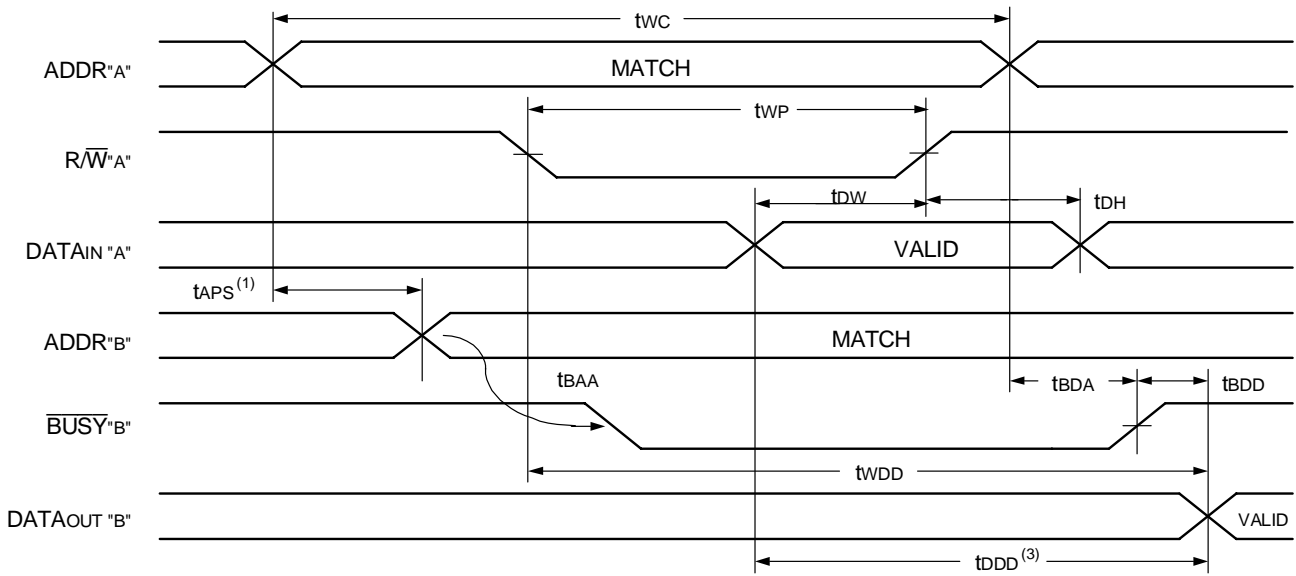 tWC
ADDR"A"
MATCH
tWP
R/W"A"
tDW
tDH
DATAIN "A"
VALID
tAPS(1)
ADDR"B"
MATCH
tBAA
tBDA
tBDD
BUSY"B"
tWDD
DATAOUT "B"
VALID
tDDD(3)